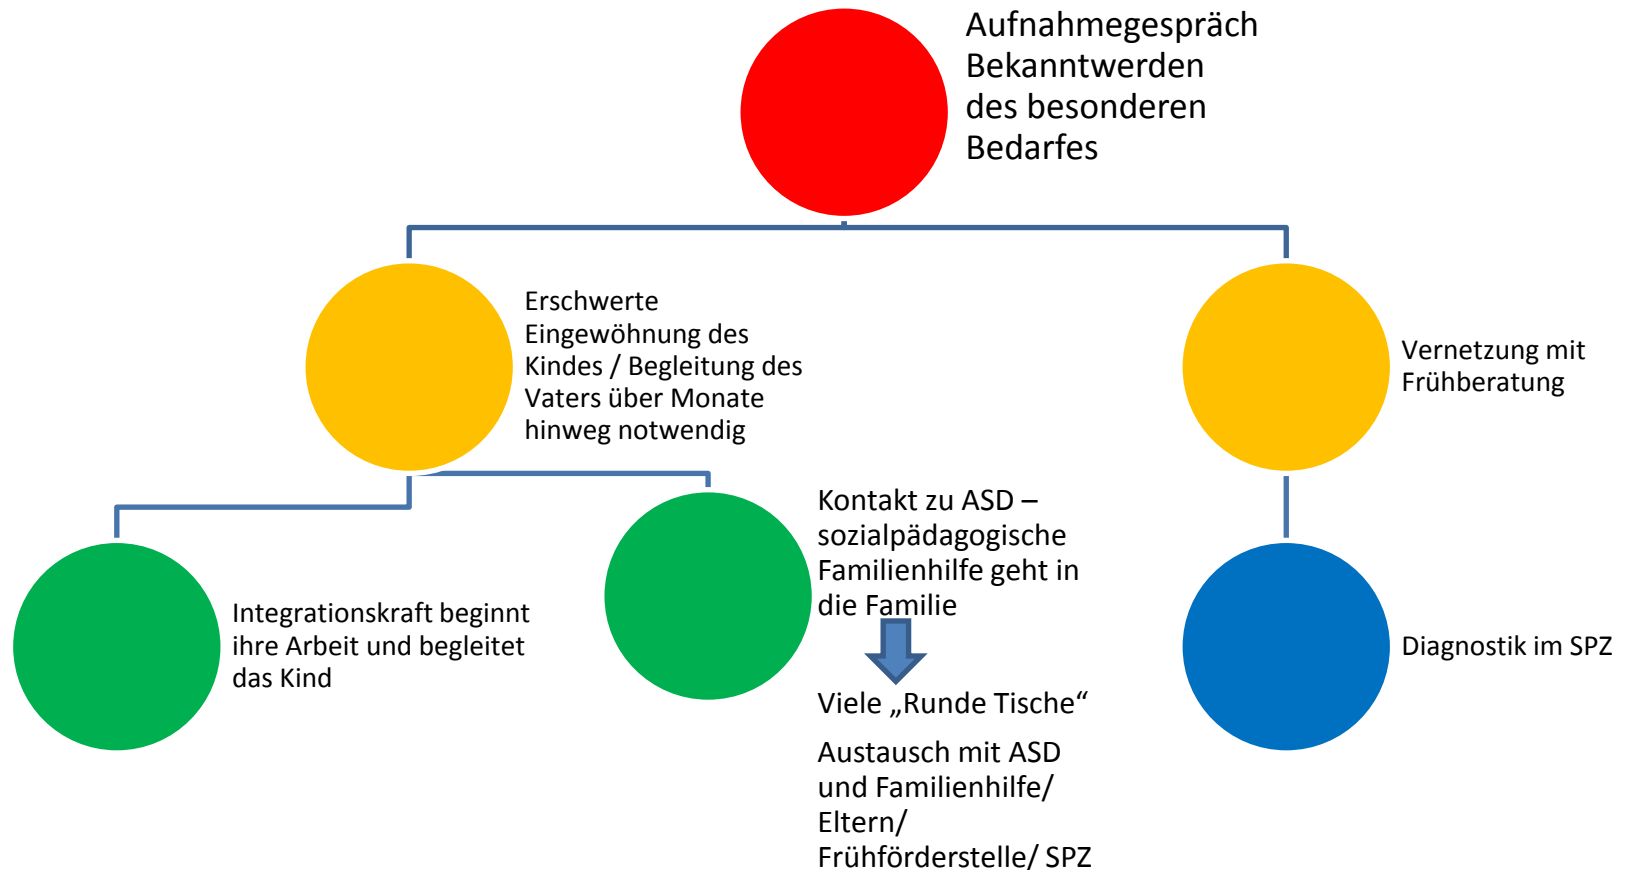 Aufnahmegespräch
Bekanntwerden
des besonderen
Bedarfes
Erschwerte
Eingewöhnung des
Kindes / Begleitung des
Vaters über Monate
hinweg notwendig
Vernetzung mit
Frühberatung
Integrationskraft beginnt
ihre Arbeit und begleitet
das Kind
Kontakt zu ASD –
sozialpädagogische
Familienhilfe geht in
die Familie
Viele „Runde Tische“
Austausch mit ASD
und Familienhilfe/
Eltern/
Frühförderstelle/ SPZ
Diagnostik im SPZ